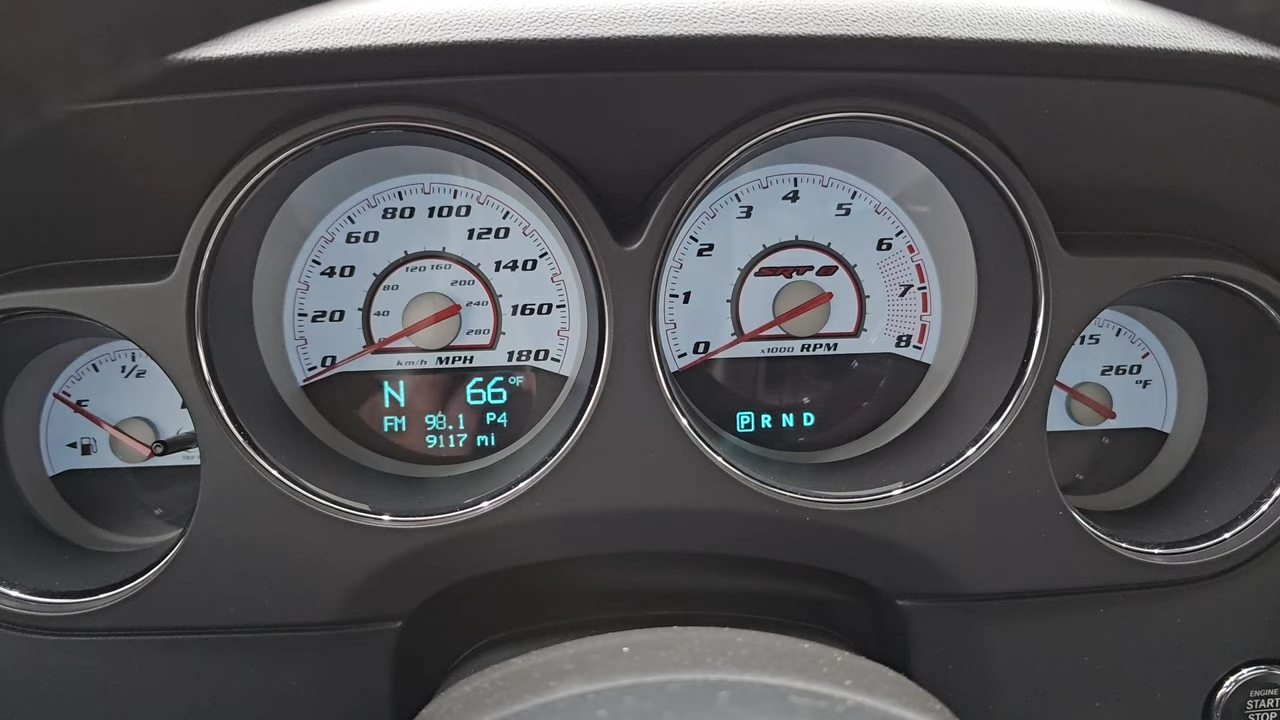 1/2
0
20
40
60
80
100
120
140
160
180
40
80
120
160
200
240
280
km/h MPH
N 66°F
FM 98.1 P4
9117 mi
0
1
2
3
4
5
6
7
8
SRT 8
x1000 RPM
P R N D
260
°F
ENGINE
START
STOP